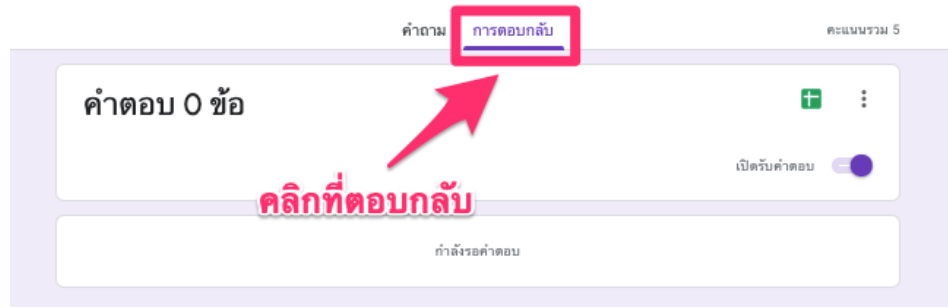 คำถาม การตอบกลับ คะแนนรวม 5
คำตอบ 0 ข้อ
เปิดรับคำตอบ
คลิกที่ตอบกลับ
กำลังรอคำตอบ